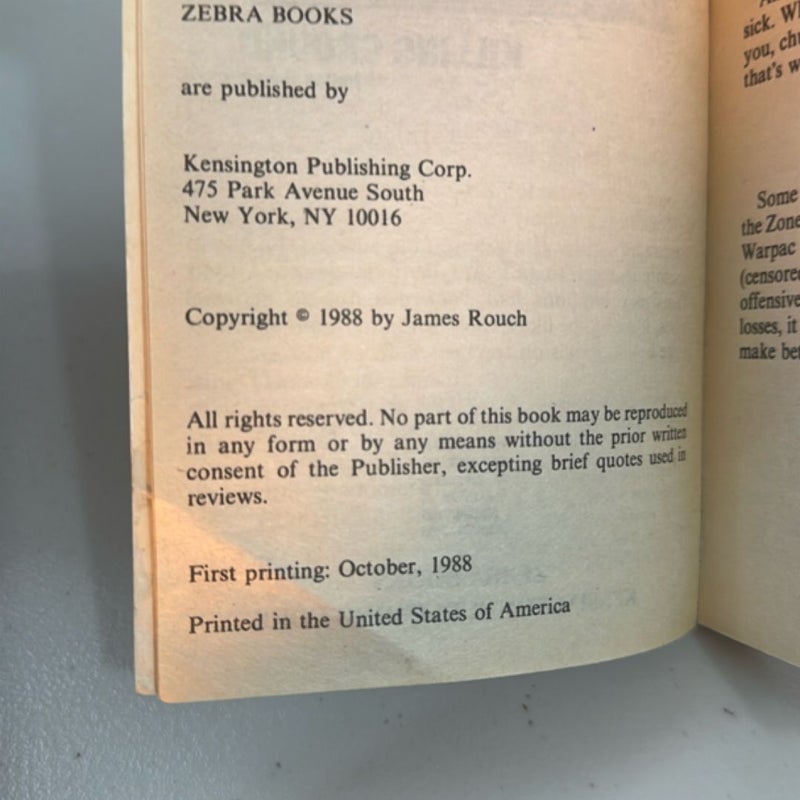 ZEBRA BOOKS
are published by
Kensington Publishing Corp.
475 Park Avenue South
New York, NY 10016
Copyright © 1988 by James Rouch
All rights reserved. No part of this book may be reproduced
in any form or by any means without the prior written
consent of the Publisher, excepting brief quotes used in
reviews.
First printing: October, 1988
Printed in the United States of America
sick.
you,
that's
Some
the Zone
Warpac
(censored
offensive
losses, it
make